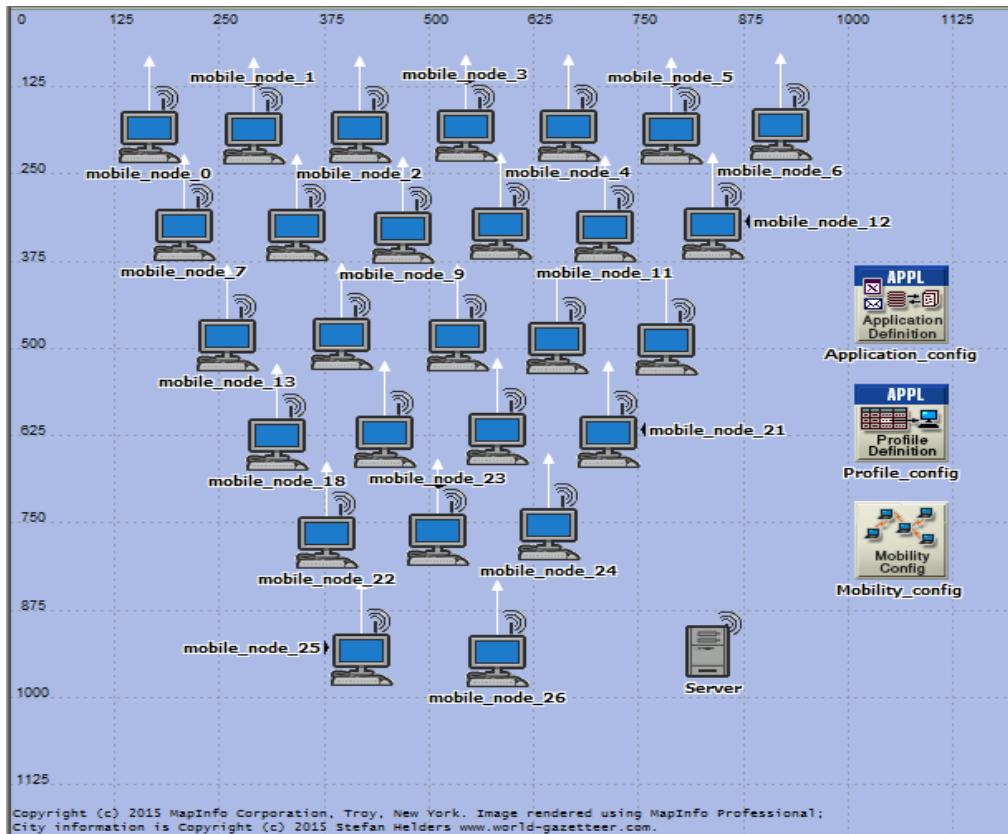 0 125 250 375 500 625 750 875 1000 1125
mobile_node_1 mobile_node_3 mobile_node_5
125
mobile_node_0 mobile_node_2 mobile_node_4 mobile_node_6
250
mobile_node_12
mobile_node_7 mobile_node_9 mobile_node_11
375
APPL
Application
Definition
Application_config
500
mobile_node_13
APPL
625
mobile_node_21
Profile
Definition
Profile_config
mobile_node_18 mobile_node_23
750
Mobility
Config
mobile_node_22 mobile_node_24
Mobility_config
875
mobile_node_25
Server
mobile_node_26
1000
1125
Copyright (c) 2015 MapInfo Corporation, Troy, New York. Image rendered using MapInfo Professional;
City information is Copyright (c) 2015 Stefan Helders www.world-gazetteer.com.